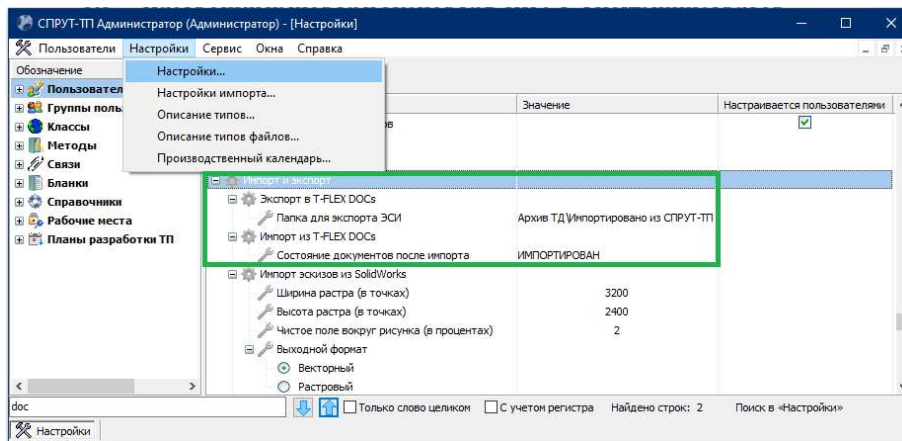 СПРУТ-ТП Администратор (Администратор) - [Настройки]
Пользователи Настройки Сервис Окна Справка
Обозначение
Настройки...
Настройки импорта...
Описание типов...
Описание типов файлов...
Производственный календарь...
Пользовател
Группы поль
Классы
Методы
Связи
Бланки
Справочники
Рабочие места
Планы разработки ТП
Значение Настраивается пользователями
ов
Импорт и экспорт
Экспорт в T-FLEX DOCs
Папка для экспорта ЭСИ Архив ТД\Импортировано из СПРУТ-ТП
Импорт из T-FLEX DOCs
Состояние документов после импорта ИМПОРТИРОВАН
Импорт эскизов из SolidWorks
Ширина растра (в точках) 3200
Высота растра (в точках) 2400
Чистое поле вокруг рисунка (в процентах) 2
Выходной формат
Векторный
Растровый
doc Только слово целиком С учетом регистра Найдено строк: 2 Поиск в «Настройки»
Настройки